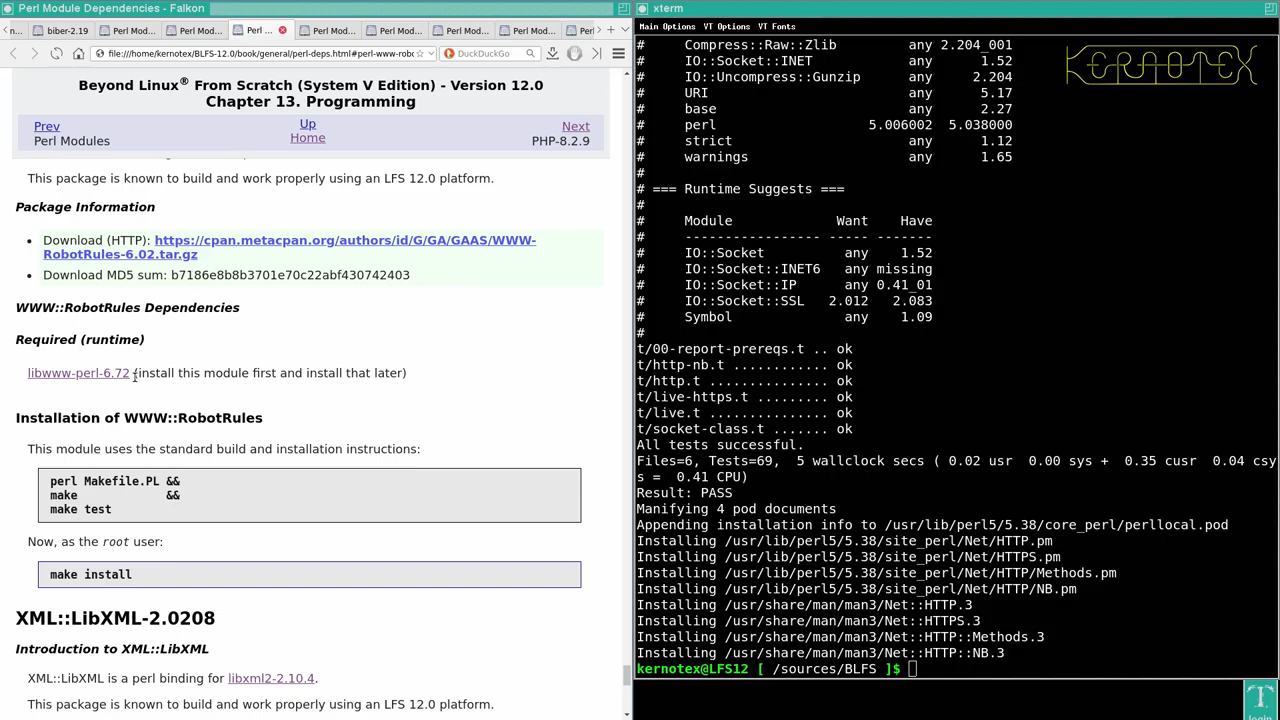 Perl Module Dependencies - Falkon
n...
biber-2.19
Perl Mod...
Perl Mod...
Perl ...
Perl Mod...
Perl Mod...
Perl Mod...
Perl Mod...
Perl
file:///home/kernotex/BLFS-12.0/book/general/perl-deps.html#perl-www-rob
DuckDuckGo
Beyond Linux® From Scratch (System V Edition) - Version 12.0
Chapter 13. Programming
Prev
Up
Next
Perl Modules
Home
PHP-8.2.9
This package is known to build and work properly using an LFS 12.0 platform.
Package Information
• Download (HTTP): https://cpan.metacpan.org/authors/id/G/GA/GAAS/WWW-
RobotRules-6.02.tar.gz
• Download MD5 sum: b7186e8b8b3701e70c22abf430742403
WWW::RobotRules Dependencies
Required (runtime)
libwww-perl-6.72 (install this module first and install that later)
Installation of WWW::RobotRules
This module uses the standard build and installation instructions:
perl Makefile.PL &&
make &&
make test
Now, as the root user:
make install
XML::LibXML-2.0208
Introduction to XML::LibXML
XML::LibXML is a perl binding for libxml2-2.10.4.
This package is known to build and work properly using an LFS 12.0 platform.
xterm
Main Options VT Options VT Fonts
KERNOTEX
# Compress::Raw::Zlib any 2.204_001
# IO::Socket::INET any 1.52
# IO::Uncompress::Gunzip any 2.204
# URI any 5.17
# base any 2.27
# perl 5.006002 5.038000
# strict any 1.12
# warnings any 1.65
#
# === Runtime Suggests ===
#
# Module Want Have
# ----------------- ----- -------
# IO::Socket any 1.52
# IO::Socket::INET6 any missing
# IO::Socket::IP any 0.41_01
# IO::Socket::SSL 2.012 2.083
# Symbol any 1.09
#
t/00-report-prereqs.t .. ok
t/http-nb.t ............ ok
t/http.t ............... ok
t/live-https.t ......... ok
t/live.t ............... ok
t/socket-class.t ....... ok
All tests successful.
Files=6, Tests=69, 5 wallclock secs ( 0.02 usr 0.00 sys + 0.35 cusr 0.04 csy
s = 0.41 CPU)
Result: PASS
Manifying 4 pod documents
Appending installation info to /usr/lib/perl5/5.38/core_perl/perllocal.pod
Installing /usr/lib/perl5/5.38/site_perl/Net/HTTP.pm
Installing /usr/lib/perl5/5.38/site_perl/Net/HTTPS.pm
Installing /usr/lib/perl5/5.38/site_perl/Net/HTTP/Methods.pm
Installing /usr/lib/perl5/5.38/site_perl/Net/HTTP/NB.pm
Installing /usr/share/man/man3/Net::HTTP.3
Installing /usr/share/man/man3/Net::HTTPS.3
Installing /usr/share/man/man3/Net::HTTP::Methods.3
Installing /usr/share/man/man3/Net::HTTP::NB.3
kernotex@LFS12 [ /sources/BLFS ]$
login